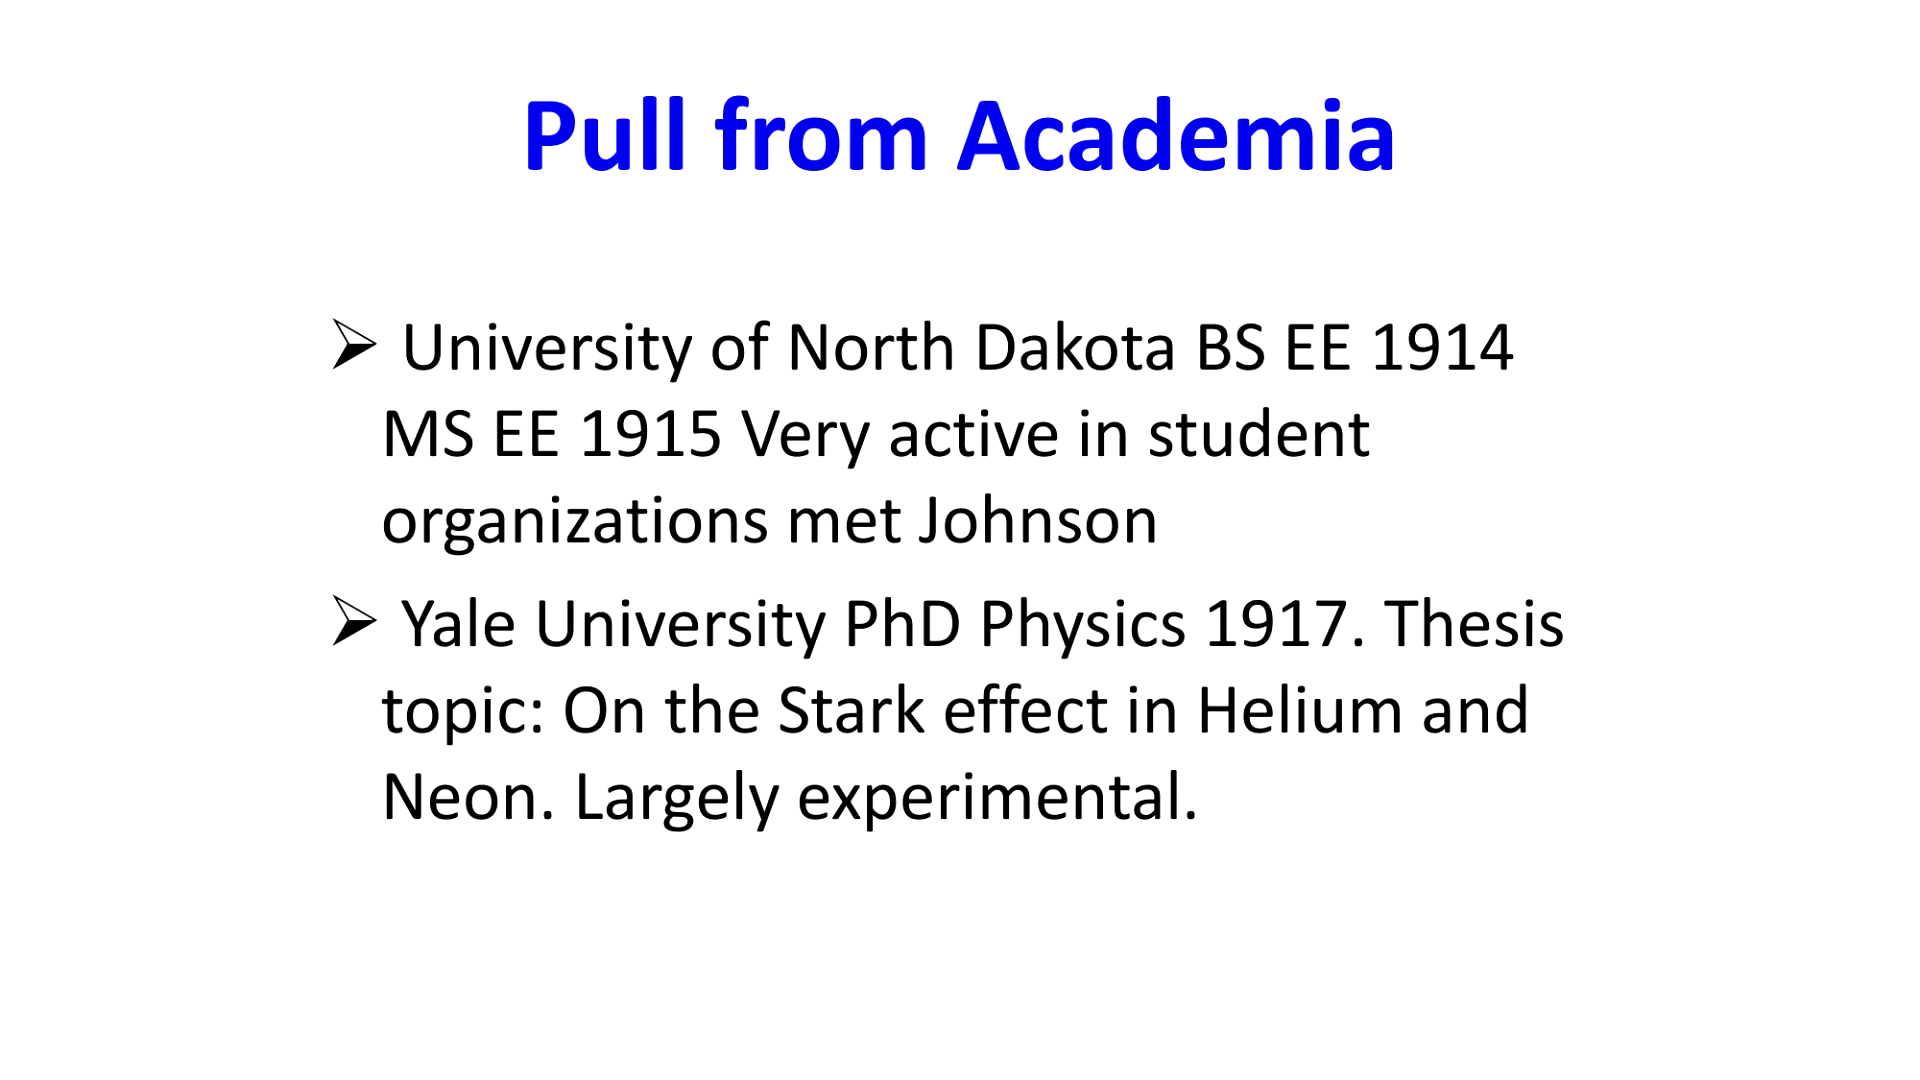 Pull from Academia
➢ University of North Dakota BS EE 1914
MS EE 1915 Very active in student
organizations met Johnson
➢ Yale University PhD Physics 1917. Thesis
topic: On the Stark effect in Helium and
Neon. Largely experimental.